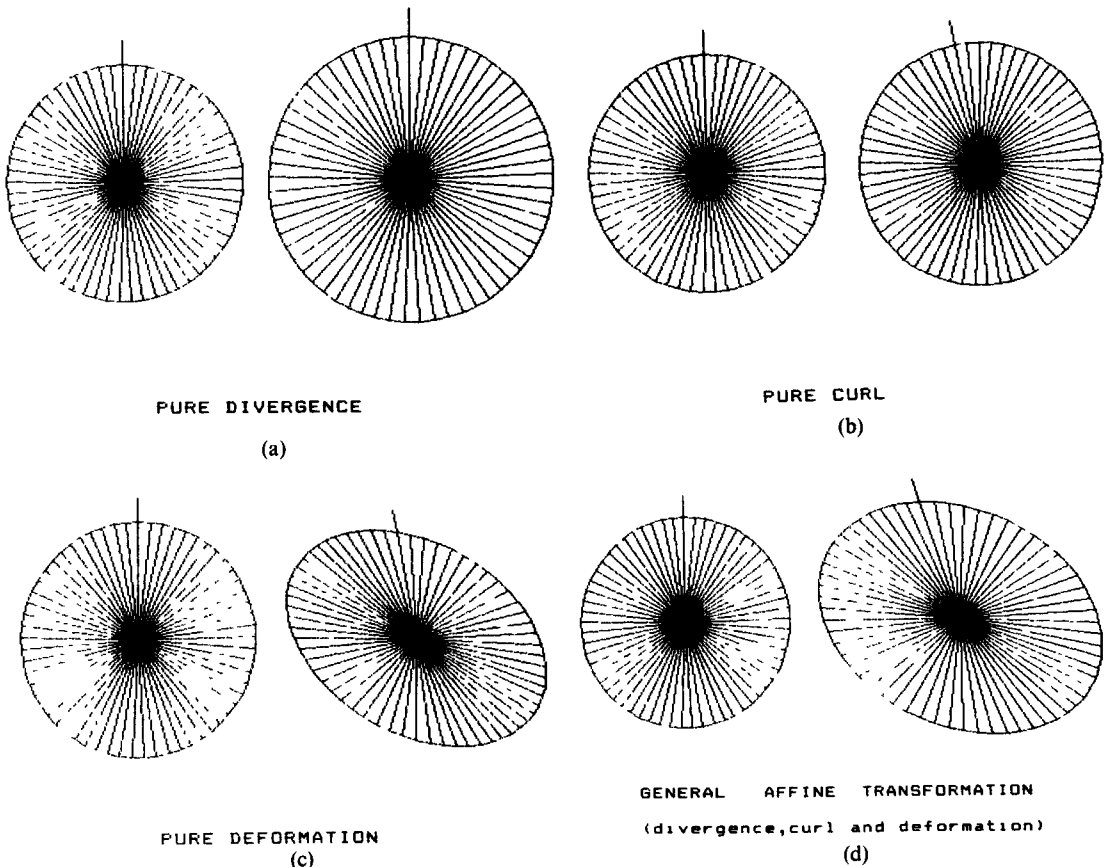 PURE DIVERGENCE
(a)
PURE CURL
(b)
PURE DEFORMATION
(c)
GENERAL AFFINE TRANSFORMATION
(divergence,curl and deformation)
(d)